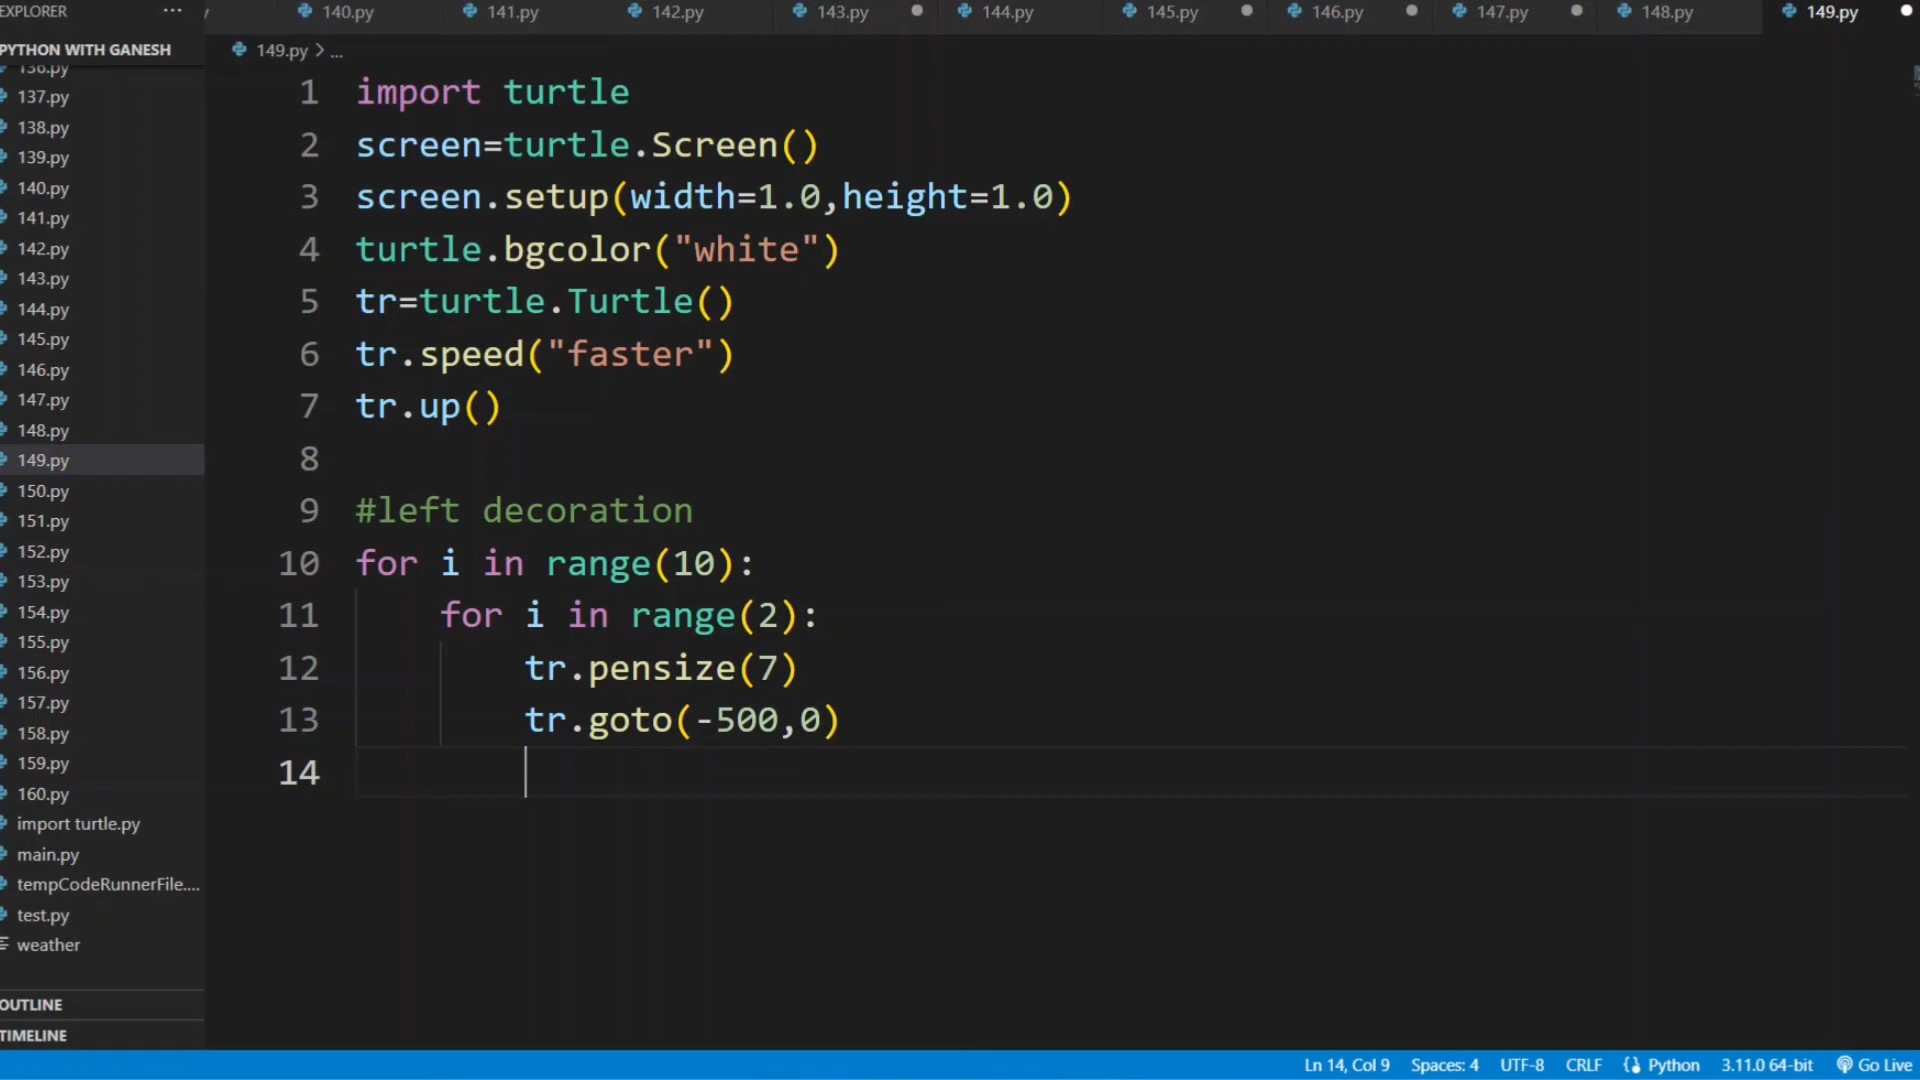 EXPLORER ... y 140.py 141.py 142.py 143.py 144.py 145.py 146.py 147.py 148.py 149.py
PYTHON WITH GANESH
149.py > ...
136.py
137.py
138.py
139.py
140.py
141.py
142.py
143.py
144.py
145.py
146.py
147.py
148.py
149.py
150.py
151.py
152.py
153.py
154.py
155.py
156.py
157.py
158.py
159.py
160.py
import turtle.py
main.py
tempCodeRunnerFile....
test.py
weather
OUTLINE
TIMELINE
1 import turtle
2 screen=turtle.Screen()
3 screen.setup(width=1.0,height=1.0)
4 turtle.bgcolor("white")
5 tr=turtle.Turtle()
6 tr.speed("faster")
7 tr.up()
8
9 #left decoration
10 for i in range(10):
11     for i in range(2):
12         tr.pensize(7)
13         tr.goto(-500,0)
14
Ln 14, Col 9 Spaces: 4 UTF-8 CRLF Python 3.11.0 64-bit Go Live